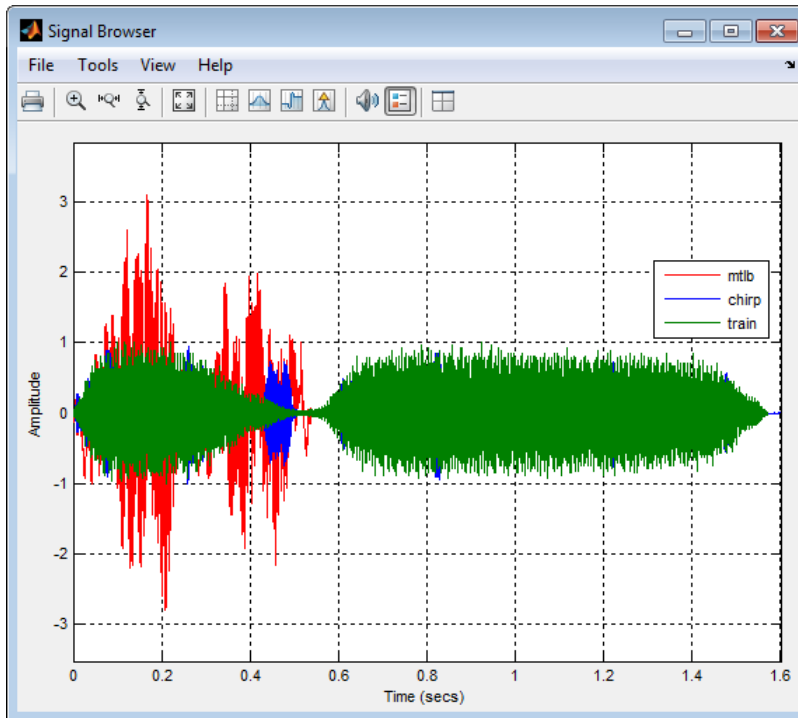 Signal Browser
File Tools View Help
3
2
1
0
-1
-2
-3
Amplitude
mtlb
chirp
train
0 0.2 0.4 0.6 0.8 1 1.2 1.4 1.6
Time (secs)